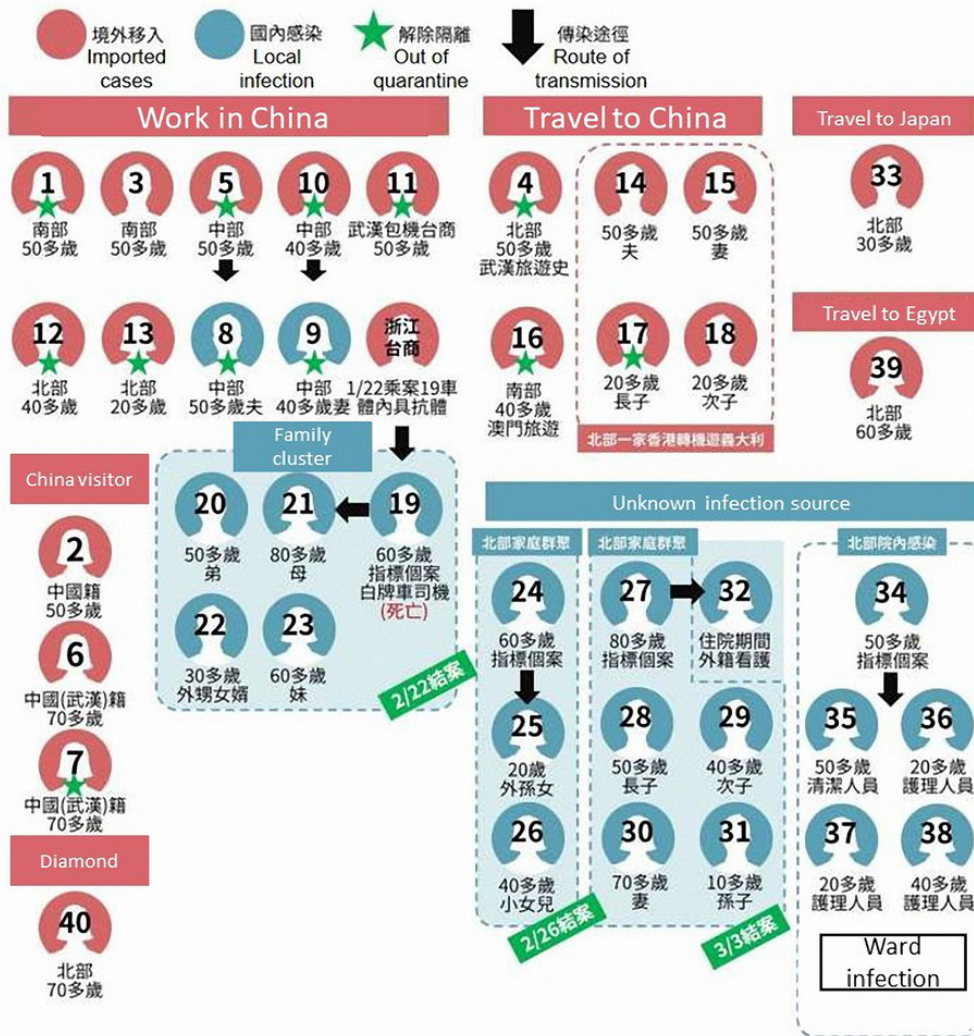 境外移入
Imported
cases
國內感染
Local
infection
解除隔離
Out of
quarantine
傳染途徑
Route of
transmission
Work in China
1
南部
50多歲
3
南部
50多歲
5
中部
50多歲
10
中部
40多歲
11
武漢包機台商
50多歲
12
北部
40多歲
13
北部
20多歲
8
中部
50多歲夫
9
中部
40多歲妻
浙江
台商
1/22乘案19車
體內具抗體
Travel to China
4
北部
50多歲
武漢旅遊史
14
50多歲
夫
15
50多歲
妻
16
南部
40多歲
澳門旅遊
17
20多歲
長子
18
20多歲
次子
北部一家香港轉機遊義大利
Travel to Japan
33
北部
30多歲
Travel to Egypt
39
北部
60多歲
China visitor
2
中國籍
50多歲
6
中國(武漢)籍
70多歲
7
中國(武漢)籍
70多歲
Diamond
40
北部
70多歲
Family
cluster
20
50多歲
弟
21
80多歲
母
19
60多歲
指標個案
白牌車司機
(死亡)
22
30多歲
外甥女婿
23
60多歲
妹
2/22結案
Unknown infection source
北部家庭群聚
24
60多歲
指標個案
25
20歲
外孫女
26
40多歲
小女兒
2/26結案
北部家庭群聚
27
80多歲
指標個案
32
住院期間
外籍看護
28
50多歲
長子
29
40多歲
次子
30
70多歲
妻
31
10多歲
孫子
3/3結案
北部院內感染
34
50多歲
指標個案
35
50多歲
清潔人員
36
20多歲
護理人員
37
20多歲
護理人員
38
40多歲
護理人員
Ward
infection